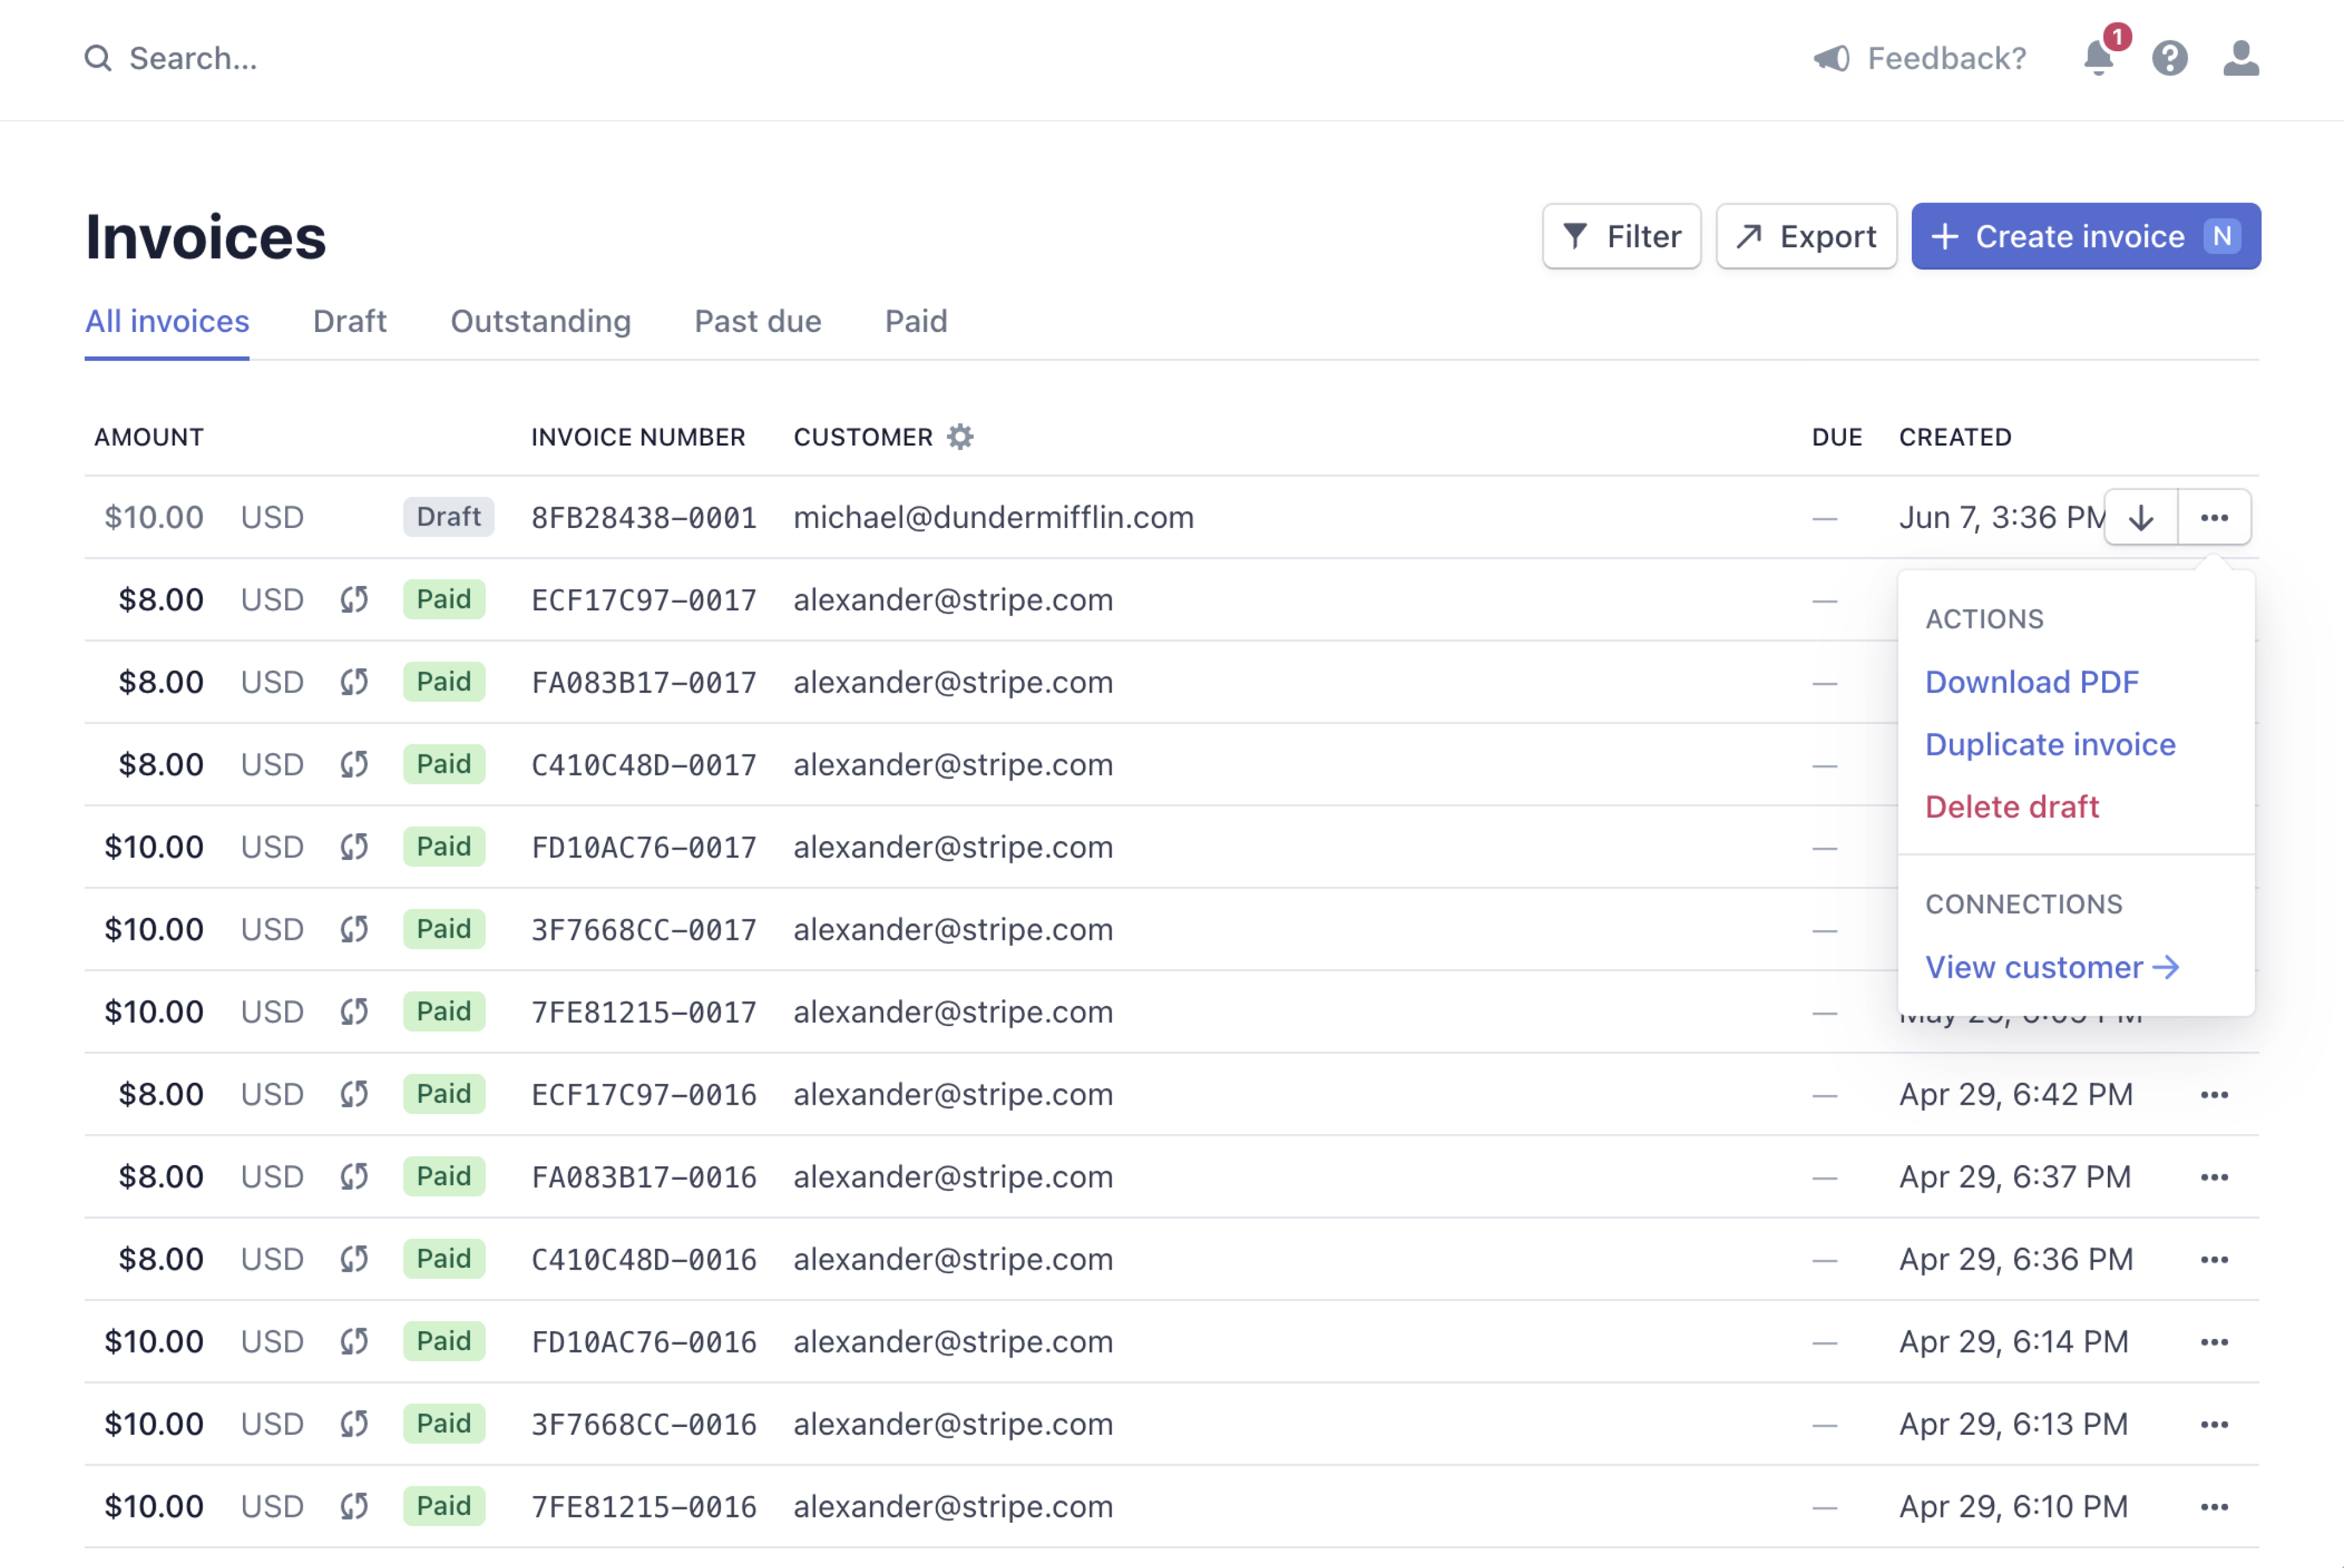 Search...
Feedback?
1
Invoices
Filter
Export
Create invoice N
All invoices
Draft
Outstanding
Past due
Paid
AMOUNT INVOICE NUMBER CUSTOMER DUE CREATED
$10.00 USD Draft 8FB28438–0001 michael@dundermifflin.com — Jun 7, 3:36 PM
$8.00 USD Paid ECF17C97–0017 alexander@stripe.com —
$8.00 USD Paid FA083B17–0017 alexander@stripe.com —
$8.00 USD Paid C410C48D–0017 alexander@stripe.com —
$10.00 USD Paid FD10AC76–0017 alexander@stripe.com —
$10.00 USD Paid 3F7668CC–0017 alexander@stripe.com —
$10.00 USD Paid 7FE81215–0017 alexander@stripe.com —
$8.00 USD Paid ECF17C97–0016 alexander@stripe.com — Apr 29, 6:42 PM
$8.00 USD Paid FA083B17–0016 alexander@stripe.com — Apr 29, 6:37 PM
$8.00 USD Paid C410C48D–0016 alexander@stripe.com — Apr 29, 6:36 PM
$10.00 USD Paid FD10AC76–0016 alexander@stripe.com — Apr 29, 6:14 PM
$10.00 USD Paid 3F7668CC–0016 alexander@stripe.com — Apr 29, 6:13 PM
$10.00 USD Paid 7FE81215–0016 alexander@stripe.com — Apr 29, 6:10 PM
ACTIONS
Download PDF
Duplicate invoice
Delete draft
CONNECTIONS
View customer →